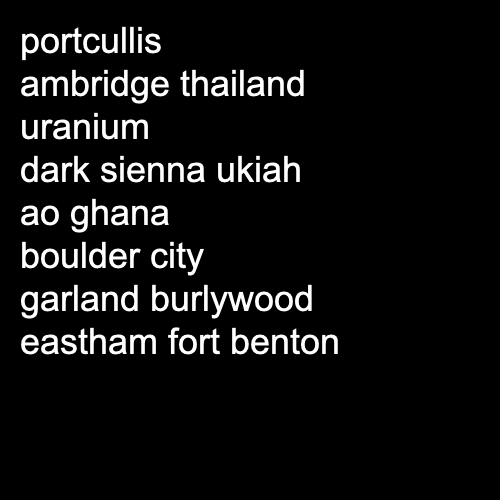 portcullis
ambridge thailand
uranium
dark sienna ukiah
ao ghana
boulder city
garland burlywood
eastham fort benton